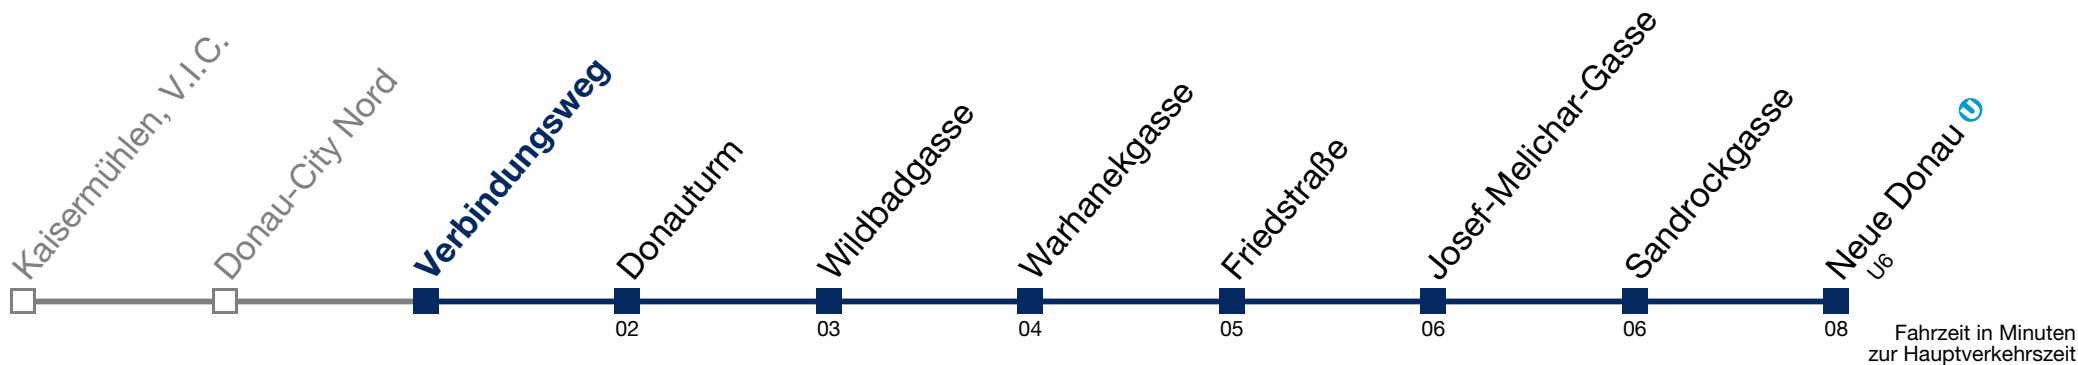 Kaisermühlen, V.I.C.
Donau-City Nord
Verbindungsweg
Donauturm
Wildbadgasse
Warhanekgasse
Friedstraße
Josef-Melichar-Gasse
Sandrockgasse
Neue Donau U
U6
02 03 04 05 06 06 08
Fahrzeit in Minuten
zur Hauptverkehrszeit